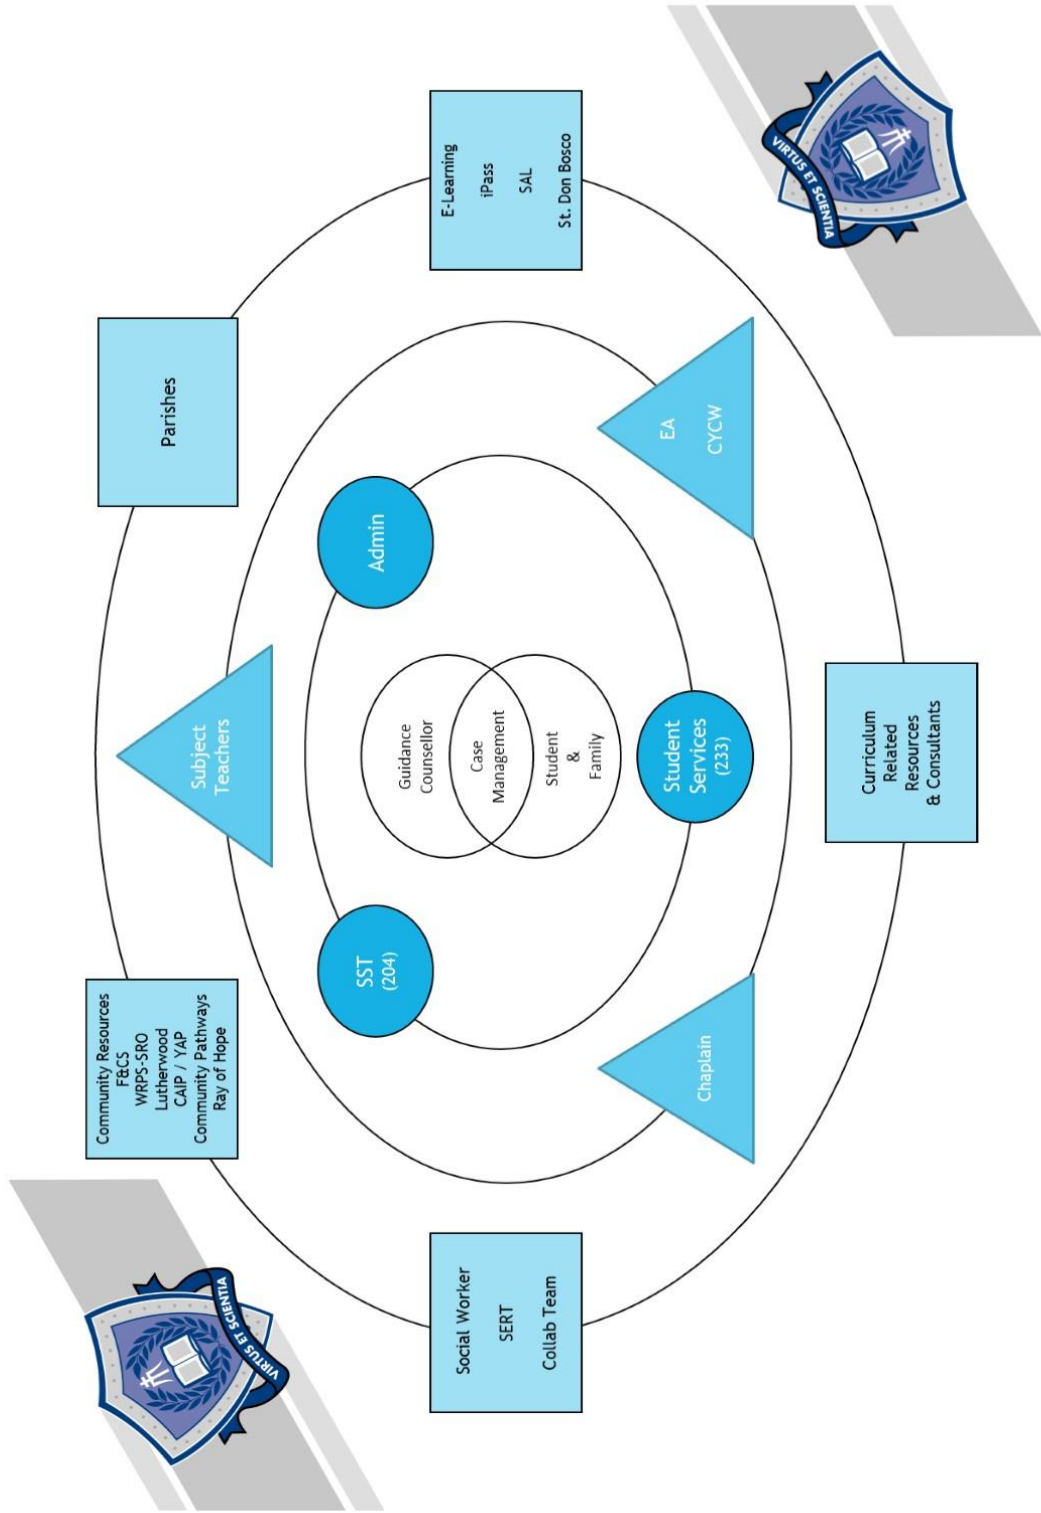 Community Resources
F&CS
WRPS-SRO
Lutherwood
CAIP / YAP
Community Pathways
Ray of Hope
Subject
Teachers
Parishes
SST
(204)
Admin
Guidance
Counsellor
Case
Management
Student
&
Family
Student
Services
(233)
Social Worker
SERT
Collab Team
E-Learning
iPass
SAL
St. Don Bosco
Chaplain
EA
CYCW
Curriculum
Related
Resources
& Consultants
VIRTUS ET SCIENTIA
VIRTUS ET SCIENTIA